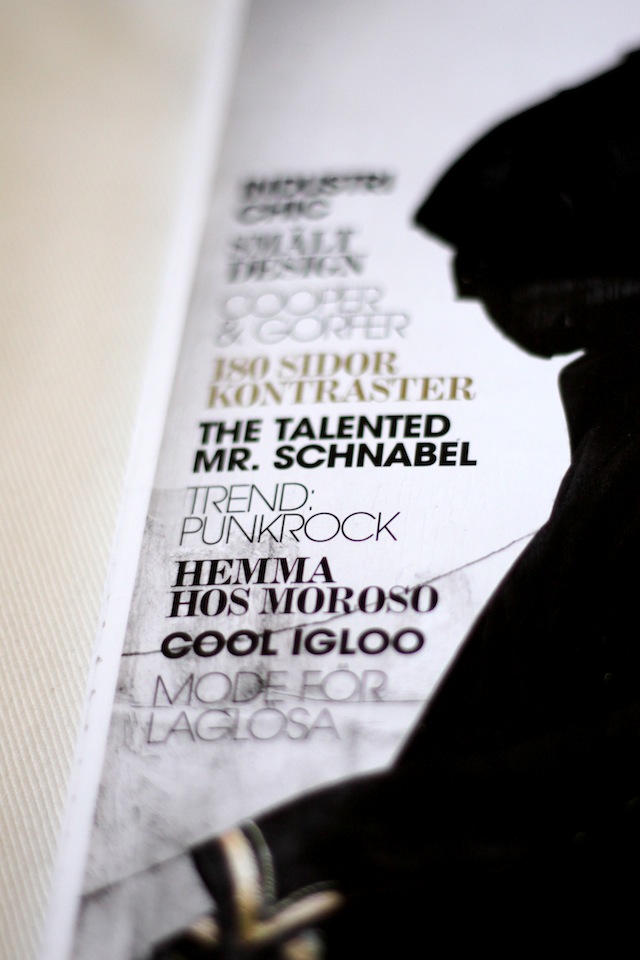 INDUSTRI
CHIC
SMÄLT
DESIGN
COOPER
& GORFER
180 SIDOR
KONTRASTER
THE TALENTED
MR. SCHNABEL
TREND:
PUNKROCK
HEMMA
HOS MOROSO
COOL IGLOO
MODE FÖR
LAGLÖSA